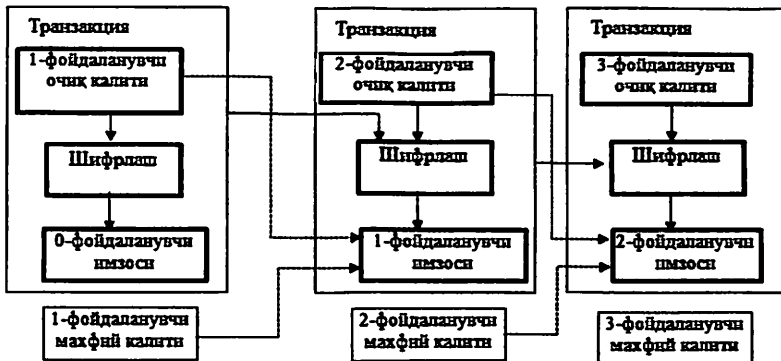 Транзакция
1-фойдаланувчи
очиқ калити
Шифрлаш
0-фойдаланувчи
имзоси
1-фойдаланувчи
махфий калити
Транзакция
2-фойдаланувчи
очиқ калити
Шифрлаш
1-фойдаланувчи
имзоси
2-фойдаланувчи
махфий калити
Транзакция
3-фойдаланувчи
очиқ калити
Шифрлаш
2-фойдаланувчи
имзоси
3-фойдаланувчи
махфий калити